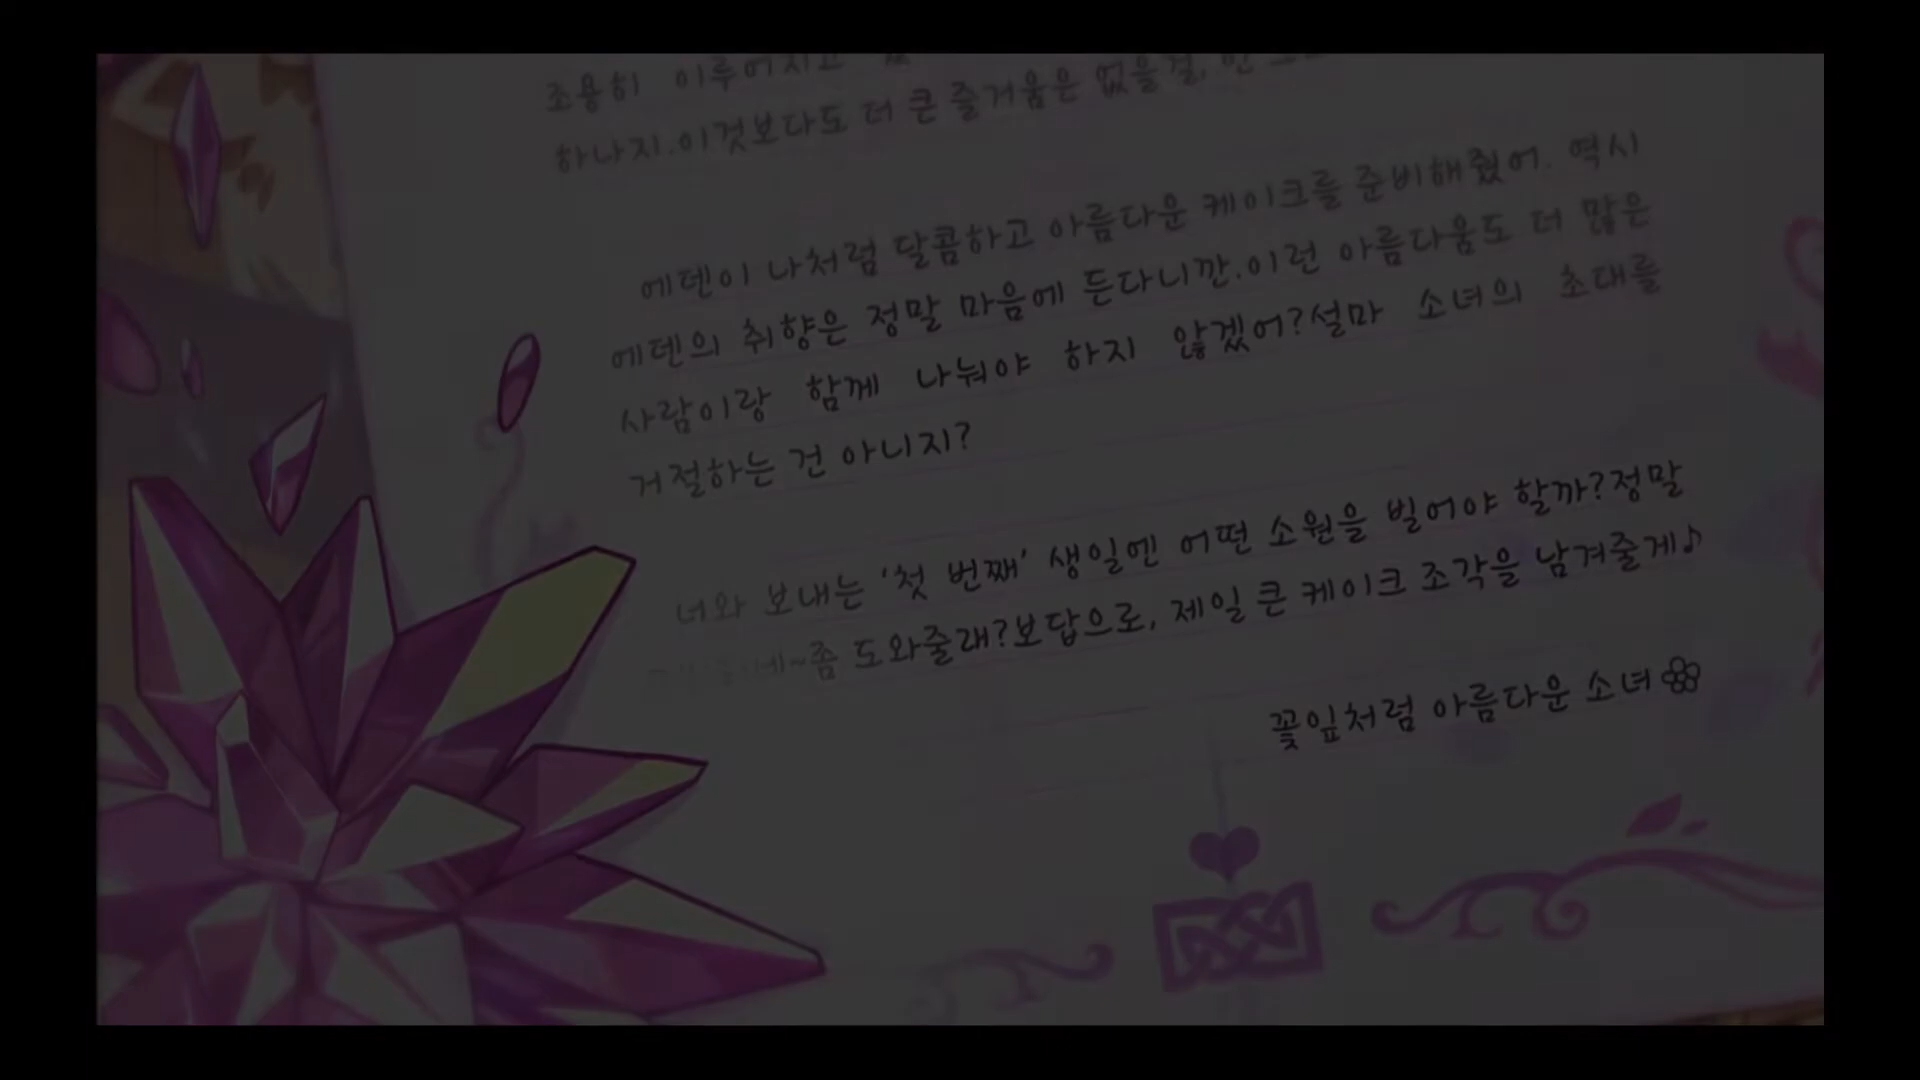 조용히 이루어지고
하나지.이것보다도 더 큰 즐거움은 없을걸,
에덴이 나처럼 달콤하고 아름다운 케이크를 준비해줬어. 역시
에덴의 취향은 정말 마음에 든다니깐.이런 아름다움도 더 많은
사람이랑 함께 나눠야 하지 않겠어?설마 소녀의 초대를
거절하는 건 아니지?
너와 보내는 '첫 번째' 생일엔 어떤 소원을 빌어야 할까?정말
좀 도와줄래?보답으로, 제일 큰 케이크 조각을 남겨줄게♪
꽃잎처럼 아름다운 소녀